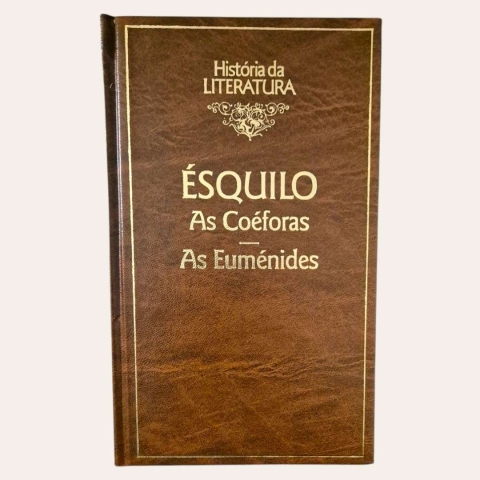 História da
LITERATURA
ÉSQUILO
As Coéforas
As Euménides